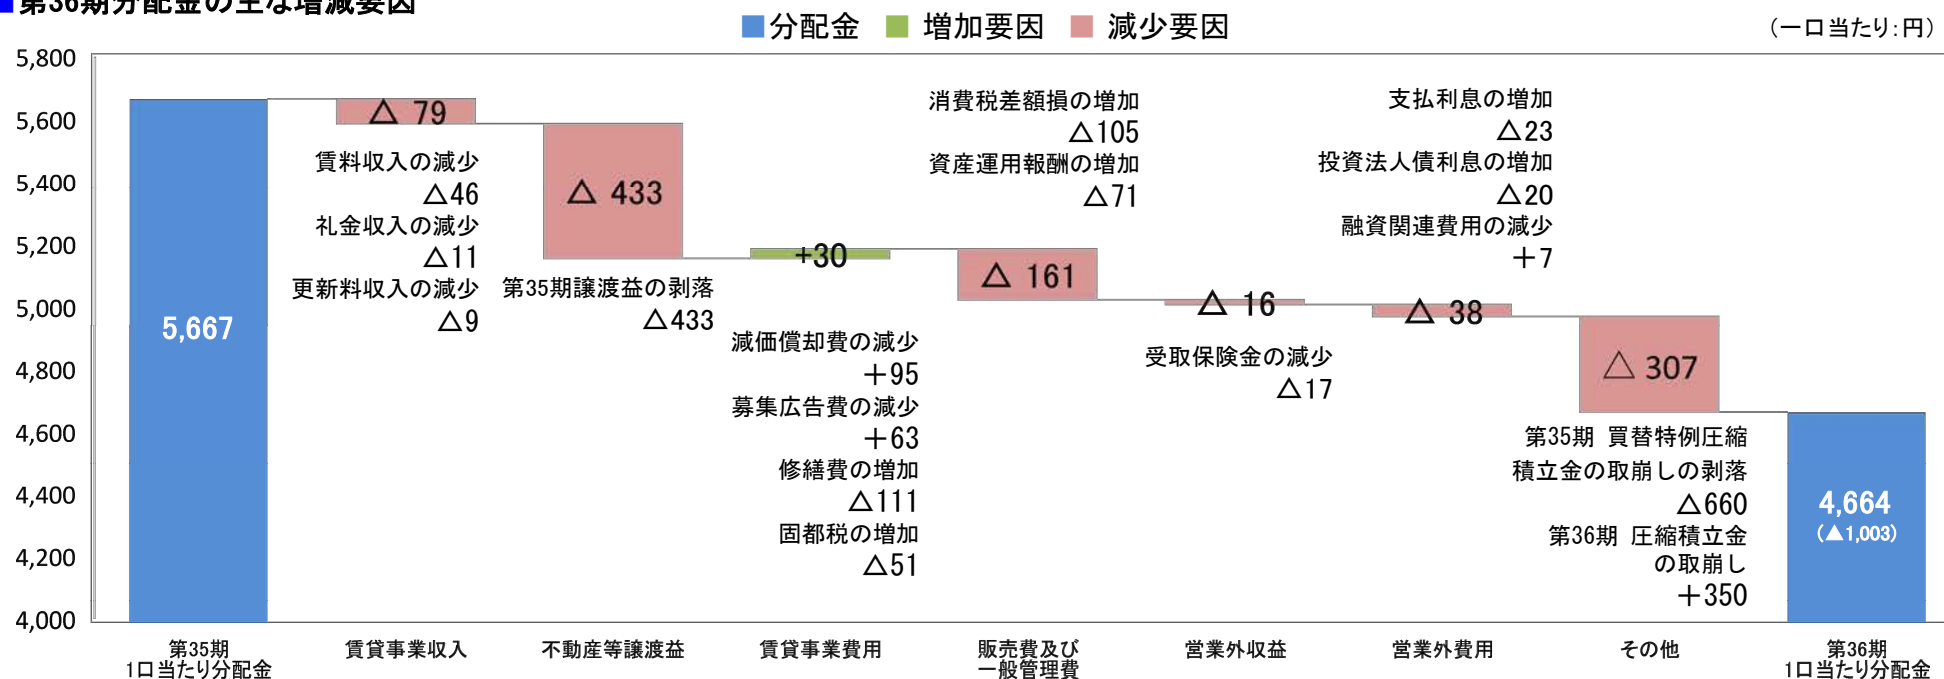 ■第36期分配金の主な増減要因
分配金 増加要因 減少要因
（一口当たり：円）
5,800
5,600
5,400
5,200
5,000
4,800
4,600
4,400
4,200
4,000
5,667
△ 79
賃料収入の減少
△46
礼金収入の減少
△11
更新料収入の減少
△9
△ 433
第35期譲渡益の剥落
△433
+30
減価償却費の減少
＋95
募集広告費の減少
＋63
修繕費の増加
△111
固都税の増加
△51
消費税差額損の増加
△105
資産運用報酬の増加
△71
△ 161
△ 16
受取保険金の減少
△17
支払利息の増加
△23
投資法人債利息の増加
△20
融資関連費用の減少
＋7
△ 38
△ 307
第35期 買替特例圧縮
積立金の取崩しの剥落
△660
第36期 圧縮積立金
の取崩し
＋350
4,664
（▲1,003）
第35期
1口当たり分配金
賃貸事業収入
不動産等譲渡益
賃貸事業費用
販売費及び
一般管理費
営業外収益
営業外費用
その他
第36期
1口当たり分配金